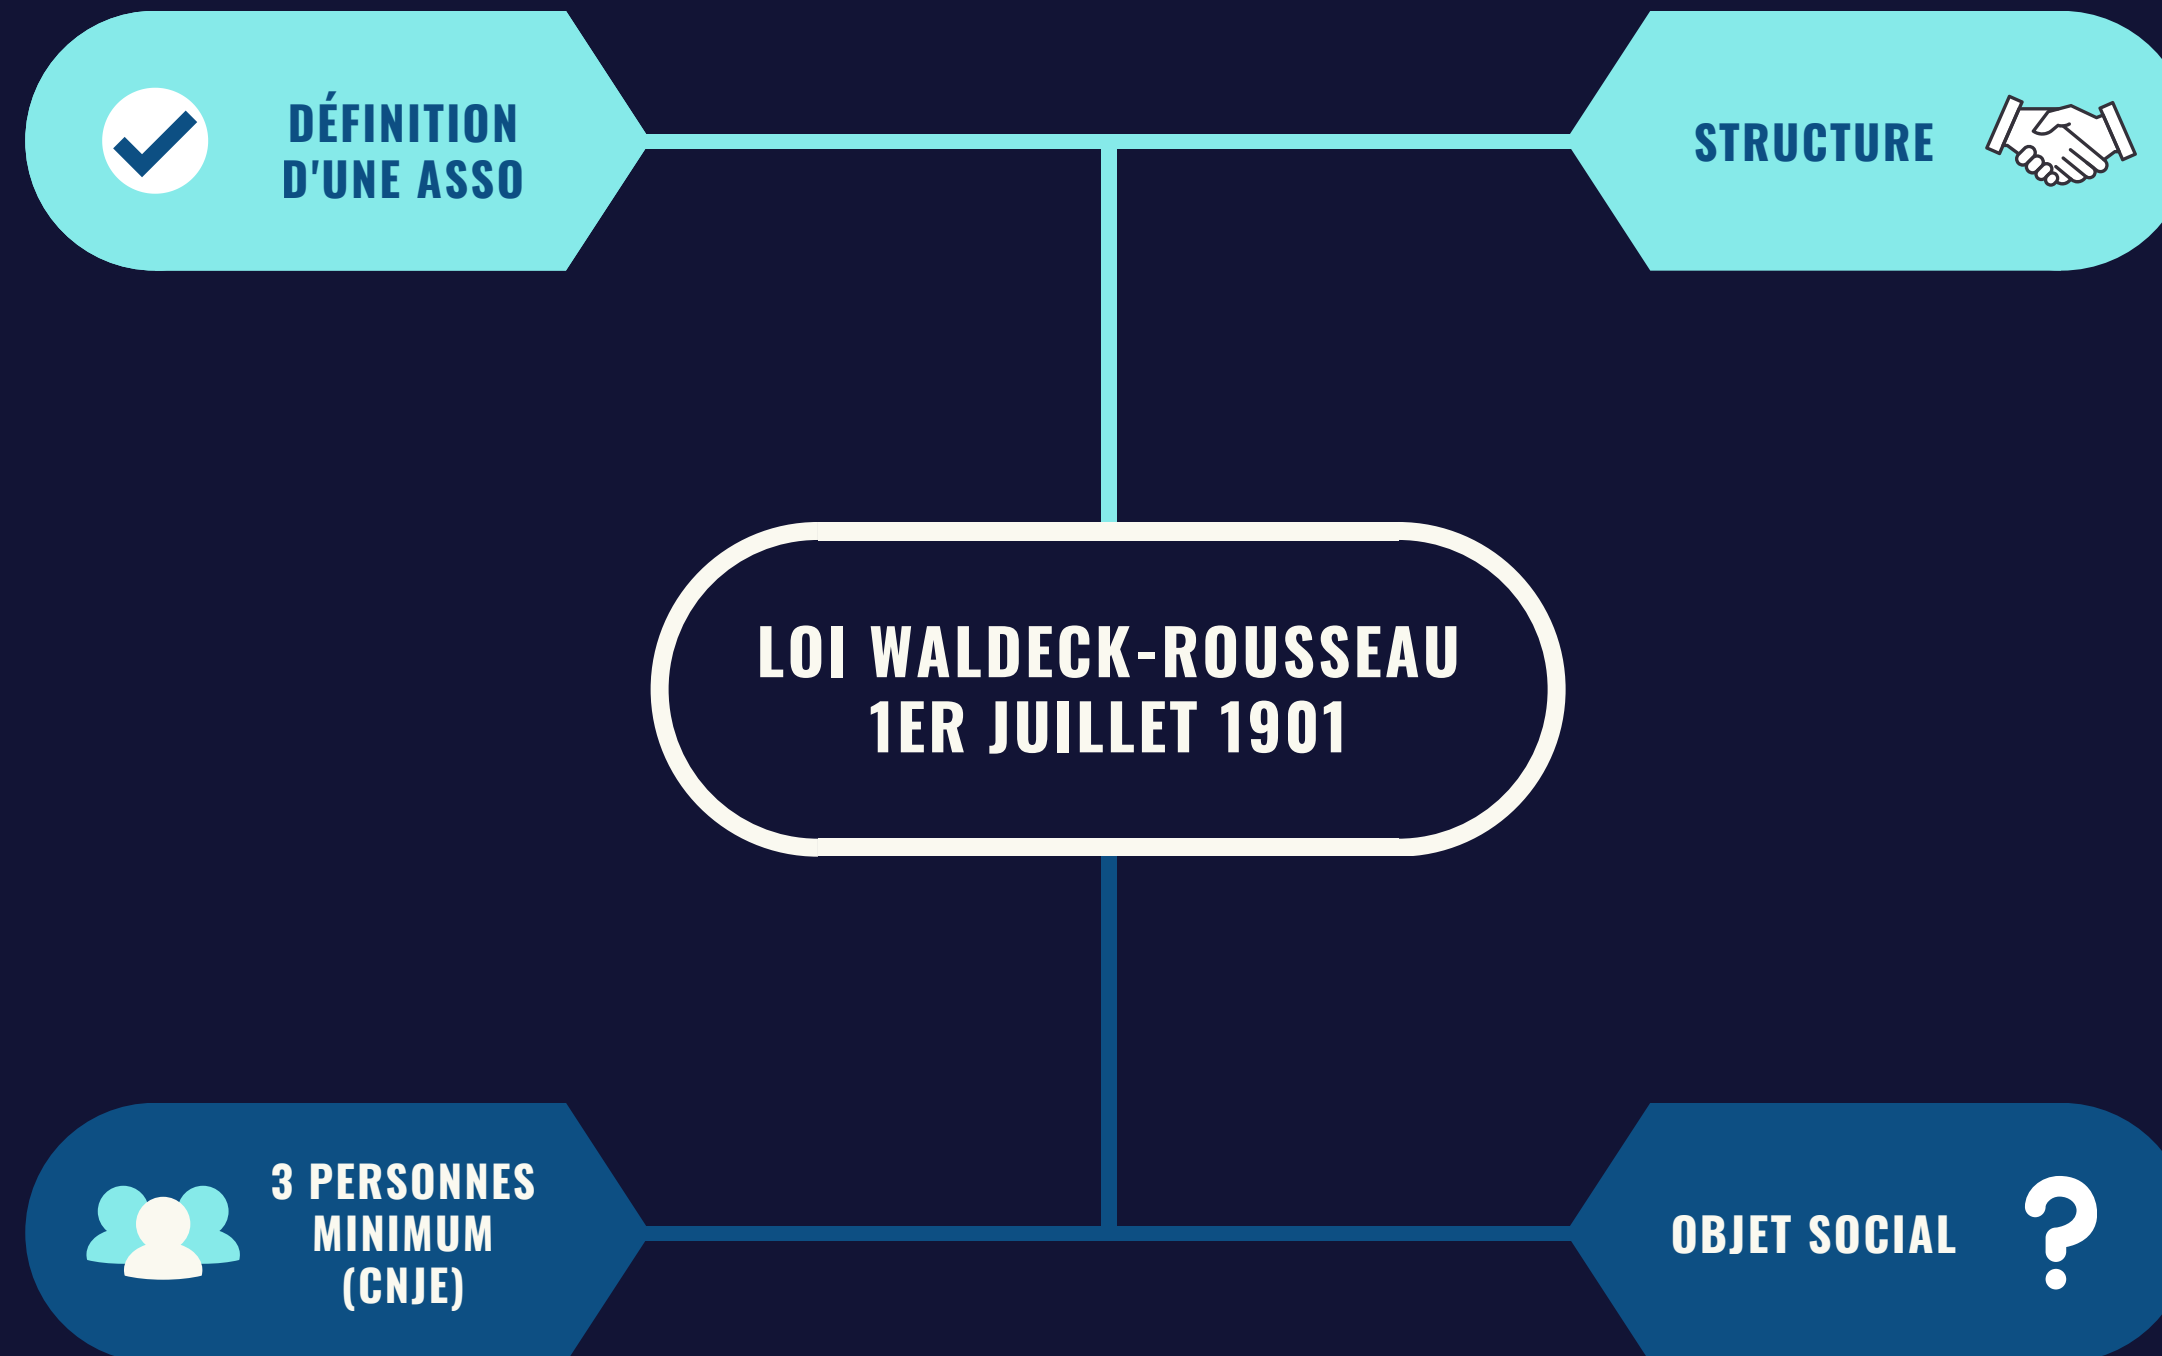 DÉFINITION
D'UNE ASSO
STRUCTURE
LOI WALDECK-ROUSSEAU
1ER JUILLET 1901
3 PERSONNES
MINIMUM
(CNJE)
OBJET SOCIAL